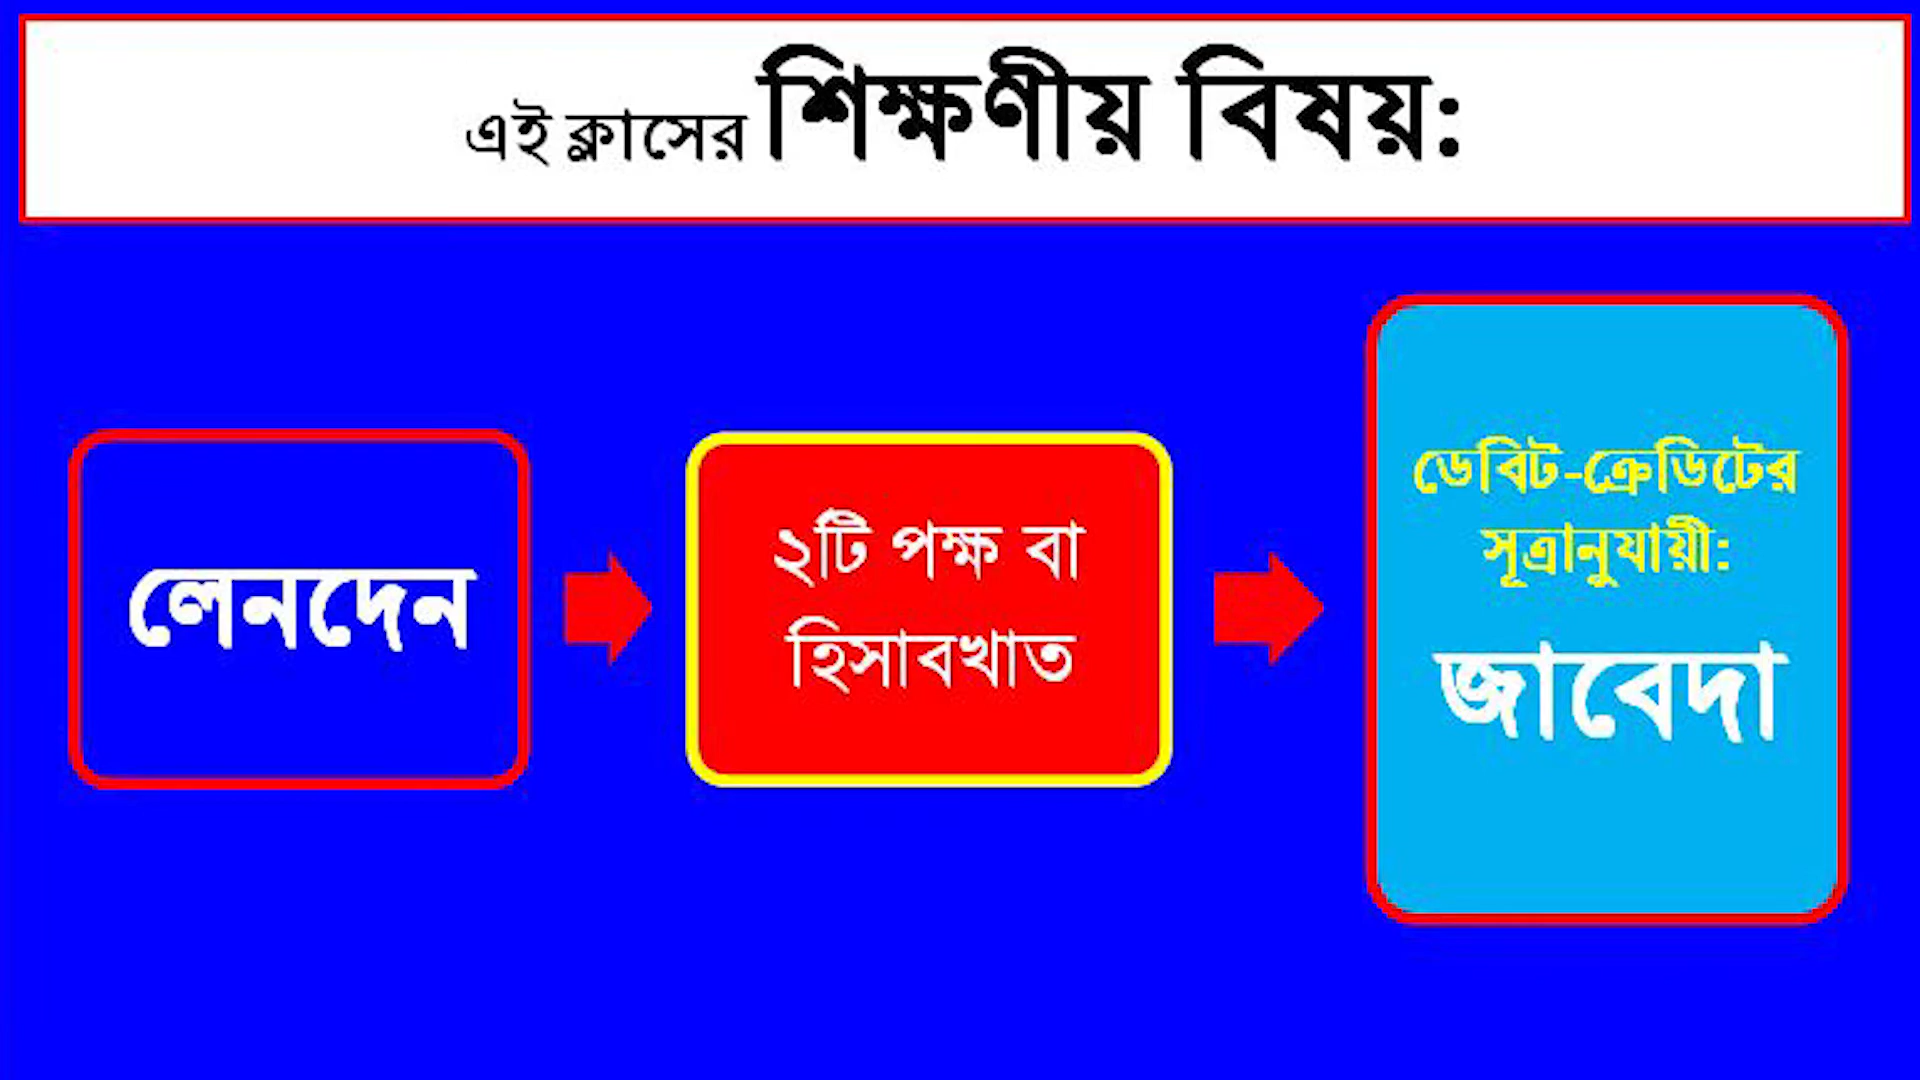 এই ক্লাসের শিক্ষণীয় বিষয়:
লেনদেন
২টি পক্ষ বা
হিসাবখাত
ডেবিট-ক্রেডিটের
সূত্রানুযায়ী:
জাবেদা